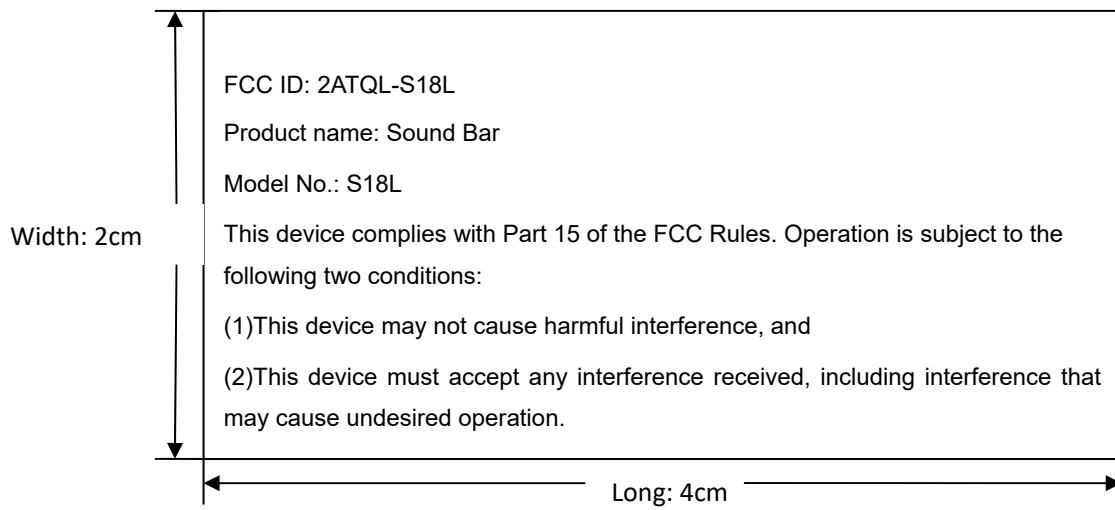 FCC ID: 2ATQL-S18L
Product name: Sound Bar
Model No.: S18L
Width: 2cm
This device complies with Part 15 of the FCC Rules. Operation is subject to the
following two conditions:
(1)This device may not cause harmful interference, and
(2)This device must accept any interference received, including interference that
may cause undesired operation.
Long: 4cm